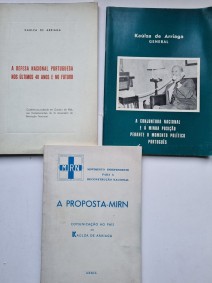 KAÚLZA DE ARRIAGA
A DEFESA NACIONAL PORTUGUESA
NOS ÚLTIMOS 40 ANOS E NO FUTURO
Kaúlza de Arriaga
GENERAL
A CONJUNTURA NACIONAL
E A MINHA POSIÇÃO
PERANTE O MOMENTO POLÍTICO
PORTUGUÊS
MIRN
MOVIMENTO INDEPENDENTE
PARA A
RECONSTRUÇÃO NACIONAL
A PROPOSTA-MIRN
COMUNICAÇÃO AO PAÍS
de
KAÚLZA DE ARRIAGA